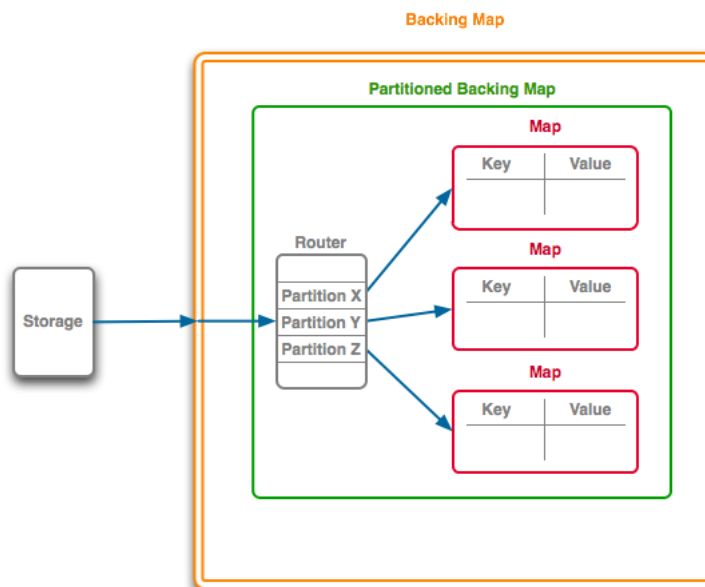 Backing Map
Partitioned Backing Map
Map
Key Value
Router
Map
Partition X
Key Value
Storage
Partition Y
Partition Z
Map
Key Value